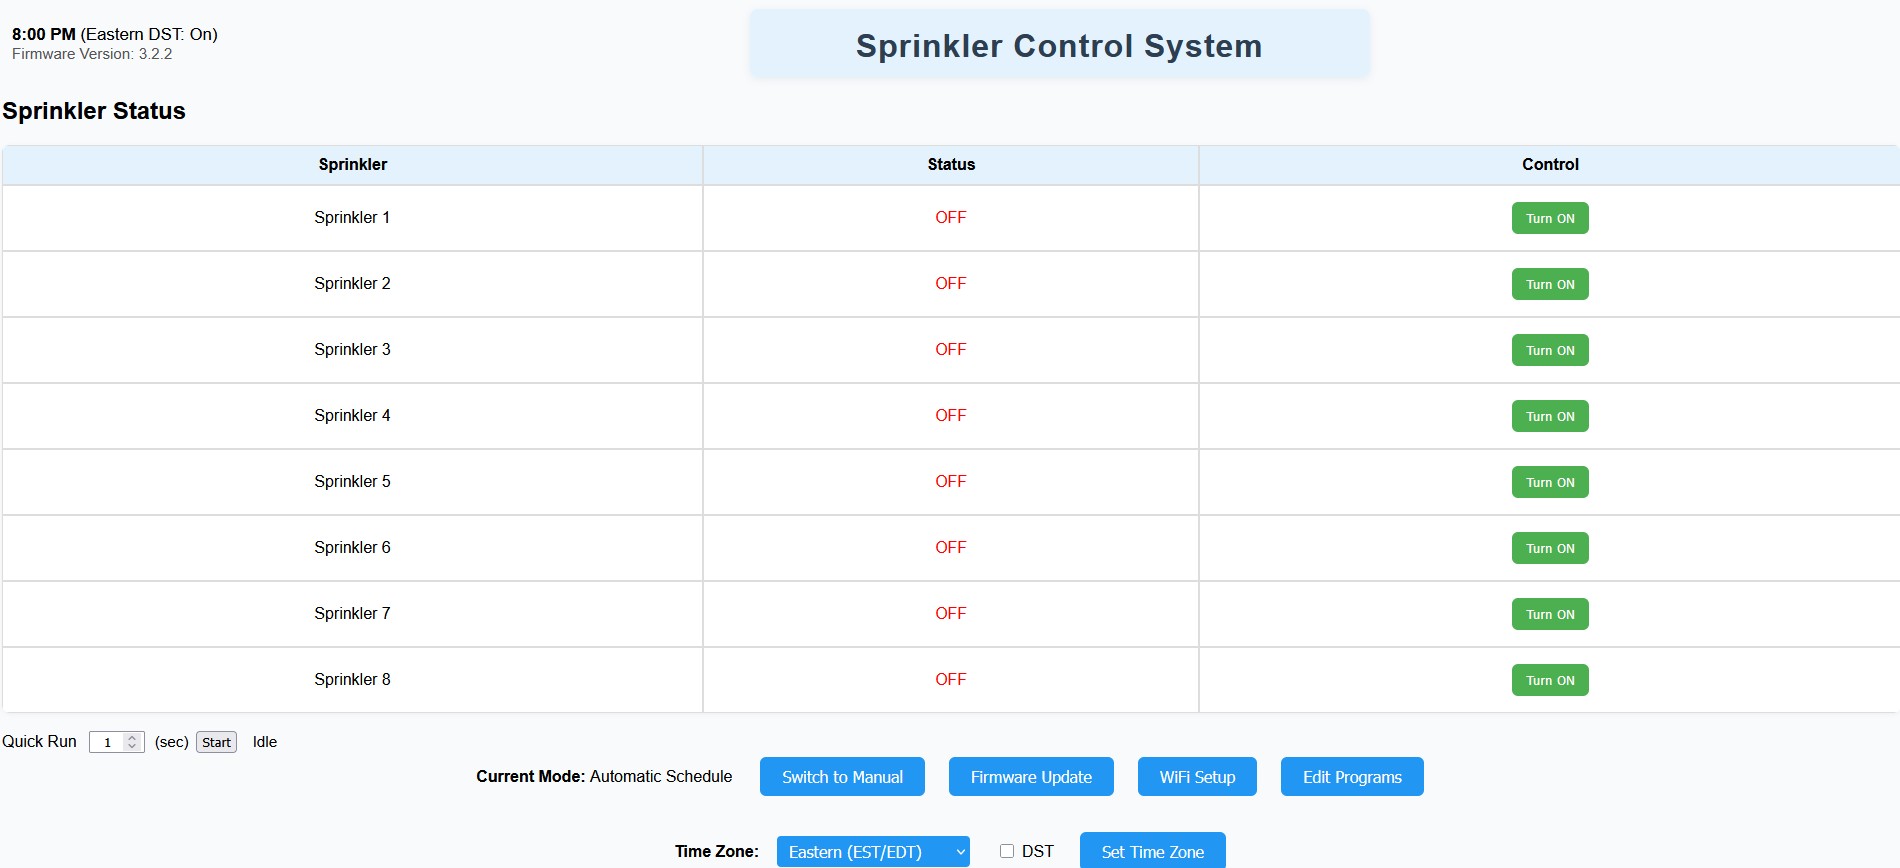 8:00 PM (Eastern DST: On)
Firmware Version: 3.2.2
Sprinkler Control System
Sprinkler Status
Sprinkler Status Control
Sprinkler 1 OFF Turn ON
Sprinkler 2 OFF Turn ON
Sprinkler 3 OFF Turn ON
Sprinkler 4 OFF Turn ON
Sprinkler 5 OFF Turn ON
Sprinkler 6 OFF Turn ON
Sprinkler 7 OFF Turn ON
Sprinkler 8 OFF Turn ON
Quick Run 1 (sec) Start Idle
Current Mode: Automatic Schedule Switch to Manual Firmware Update WiFi Setup Edit Programs
Time Zone: Eastern (EST/EDT) DST Set Time Zone